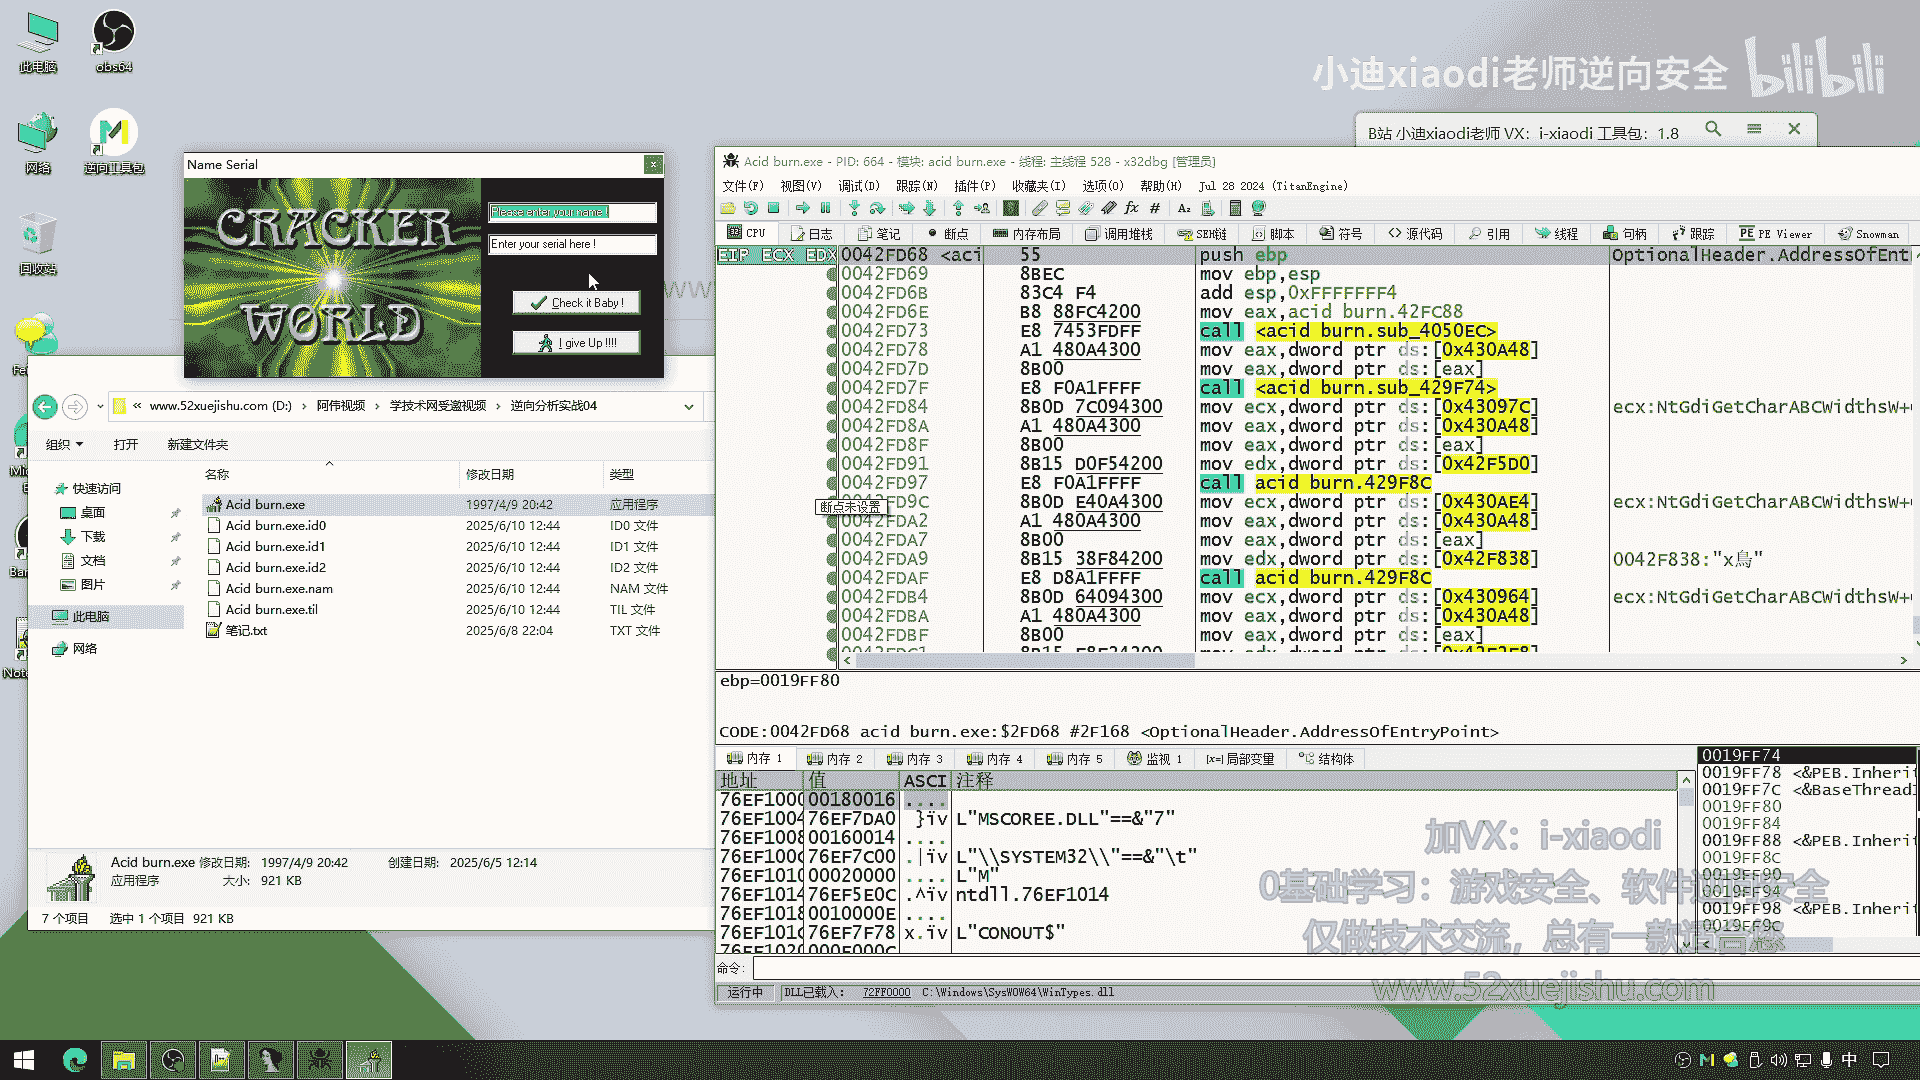 此电脑
obs64
网络
逆向工具包
回收站
小迪xiaodi老师逆向安全 bilibili
B站 小迪xiaodi老师 VX：i-xiaodi 工具包：1.8
Name Serial
CRACKER
WORLD
Please enter your name !
Enter your serial here !
Check it Baby !
I give Up !!!!
« www.52xuejishu.com (D:) › 阿伟视频 › 学技术网受邀视频 › 逆向分析实战04
组织 打开 新建文件夹
名称 修改日期 类型
快速访问
桌面
下载
文档
图片
此电脑
网络
Acid burn.exe 1997/4/9 20:42 应用程序
Acid burn.exe.id0 2025/6/10 12:44 ID0 文件
Acid burn.exe.id1 2025/6/10 12:44 ID1 文件
Acid burn.exe.id2 2025/6/10 12:44 ID2 文件
Acid burn.exe.nam 2025/6/10 12:44 NAM 文件
Acid burn.exe.til 2025/6/10 12:44 TIL 文件
笔记.txt 2025/6/8 22:04 TXT 文件
Acid burn.exe 修改日期: 1997/4/9 20:42 创建日期: 2025/6/5 12:14
应用程序 大小: 921 KB
7 个项目 选中 1 个项目 921 KB
Acid burn.exe - PID: 664 - 模块: acid burn.exe - 线程: 主线程 528 - x32dbg [管理员]
文件(F) 视图(V) 调试(D) 跟踪(N) 插件(P) 收藏夹(I) 选项(O) 帮助(H) Jul 28 2024 (TitanEngine)
CPU 日志 笔记 断点 内存布局 调用堆栈 SEH链 脚本 符号 源代码 引用 线程 句柄 跟踪 PE Viewer Snowman
EIP ECX EDX 0042FD68 <aci 55 push ebp OptionalHeader.AddressOfEnt
0042FD69 8BEC mov ebp,esp
0042FD6B 83C4 F4 add esp,0xFFFFFFF4
0042FD6E B8 88FC4200 mov eax,acid burn.42FC88
0042FD73 E8 7453FDFF call <acid burn.sub_4050EC>
0042FD78 A1 480A4300 mov eax,dword ptr ds:[0x430A48]
0042FD7D 8B00 mov eax,dword ptr ds:[eax]
0042FD7F E8 F0A1FFFF call <acid burn.sub_429F74>
0042FD84 8B0D 7C094300 mov ecx,dword ptr ds:[0x43097C] ecx:NtGdiGetCharABCWidthsW+
0042FD8A A1 480A4300 mov eax,dword ptr ds:[0x430A48]
0042FD8F 8B00 mov eax,dword ptr ds:[eax]
0042FD91 8B15 D0F54200 mov edx,dword ptr ds:[0x42F5D0]
0042FD97 E8 F0A1FFFF call acid burn.429F8C
断点未设置 FD9C 8B0D E40A4300 mov ecx,dword ptr ds:[0x430AE4] ecx:NtGdiGetCharABCWidthsW+
0042FDA2 A1 480A4300 mov eax,dword ptr ds:[0x430A48]
0042FDA7 8B00 mov eax,dword ptr ds:[eax]
0042FDA9 8B15 38F84200 mov edx,dword ptr ds:[0x42F838] 0042F838:"x鳥"
0042FDAF E8 D8A1FFFF call acid burn.429F8C
0042FDB4 8B0D 64094300 mov ecx,dword ptr ds:[0x430964] ecx:NtGdiGetCharABCWidthsW+
0042FDBA A1 480A4300 mov eax,dword ptr ds:[0x430A48]
0042FDBF 8B00 mov eax,dword ptr ds:[eax]
ebp=0019FF80
CODE:0042FD68 acid burn.exe:$2FD68 #2F168 <OptionalHeader.AddressOfEntryPoint>
内存 1 内存 2 内存 3 内存 4 内存 5 监视 1 [x=] 局部变量 结构体
地址 值 ASCI 注释
76EF1000 00180016 ....
76EF1004 76EF7DA0 }ïv L"MSCOREE.DLL"==&"7"
76EF1008 00160014 ....
76EF100C 76EF7C00 .|ïv L"\\SYSTEM32\\"==&"\t"
76EF1010 00020000 .... L"M"
76EF1014 76EF5E0C .^ïv ntdll.76EF1014
76EF1018 0010000E ....
76EF101C 76EF7F78 x.ïv L"CONOUT$"
76EF1020 000E000C ....
0019FF74
0019FF78 <&PEB.Inherit
0019FF7C <&BaseThreadI
0019FF80
0019FF84
0019FF88 <&PEB.Inherit
0019FF8C
0019FF90
0019FF94
0019FF98 <&PEB.Inherit
0019FF9C
命令:
运行中 DLL已载入: 72FF0000 C:\Windows\SysWOW64\WinTypes.dll
加VX：i-xiaodi
0基础学习：游戏安全、软件逆向安全
仅做技术交流，总有一款适合您
www.52xuejishu.com
中